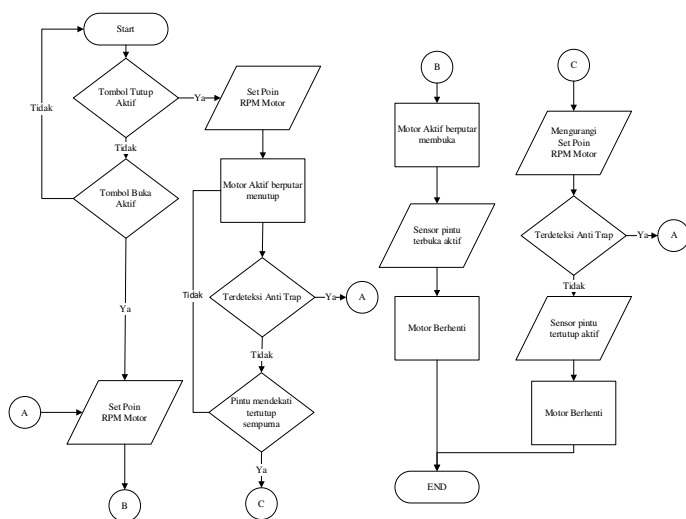 Start
Tombol Tutup
Aktif
Ya
Set Poin
RPM Motor
Tidak
Tidak
Tombol Buka
Aktif
Motor Aktif berputar
menutup
Tidak
Terdeteksi Anti Trap
Ya
A
Ya
Tidak
Pintu mendekati
tertutup
sempurna
A
Set Poin
RPM Motor
Ya
B
C
B
Motor Aktif berputar
membuka
Sensor pintu
terbuka aktif
Motor Berhenti
END
C
Mengurangi
Set Poin
RPM Motor
Terdeteksi Anti Trap
Ya
A
Tidak
Sensor pintu
tertutup aktif
Motor Berhenti